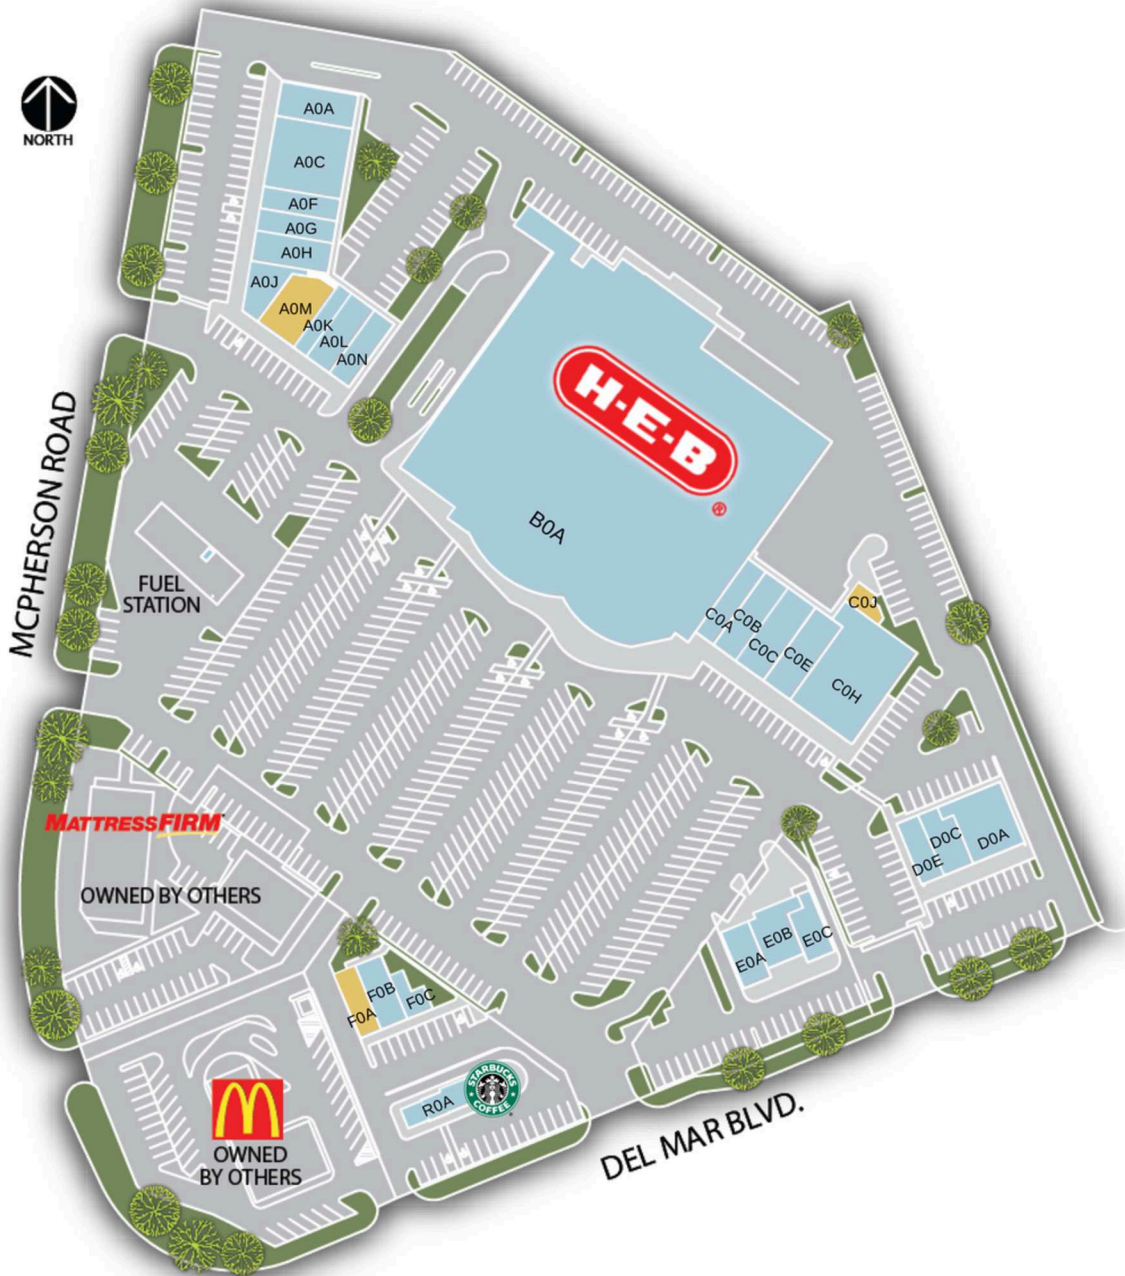 NORTH
A0A
A0C
A0F
A0G
A0H
A0J
A0M
A0K
A0L
A0N
H-E-B
®
B0A
MCPHERSON ROAD
FUEL
STATION
C0J
C0A
C0B
C0C
C0E
C0H
MATTRESSFIRM
OWNED BY OTHERS
D0C
D0A
D0E
E0B
E0C
E0A
F0B
F0C
F0A
STARBUCKS
COFFEE
R0A
M
OWNED
BY OTHERS
DEL MAR BLVD.